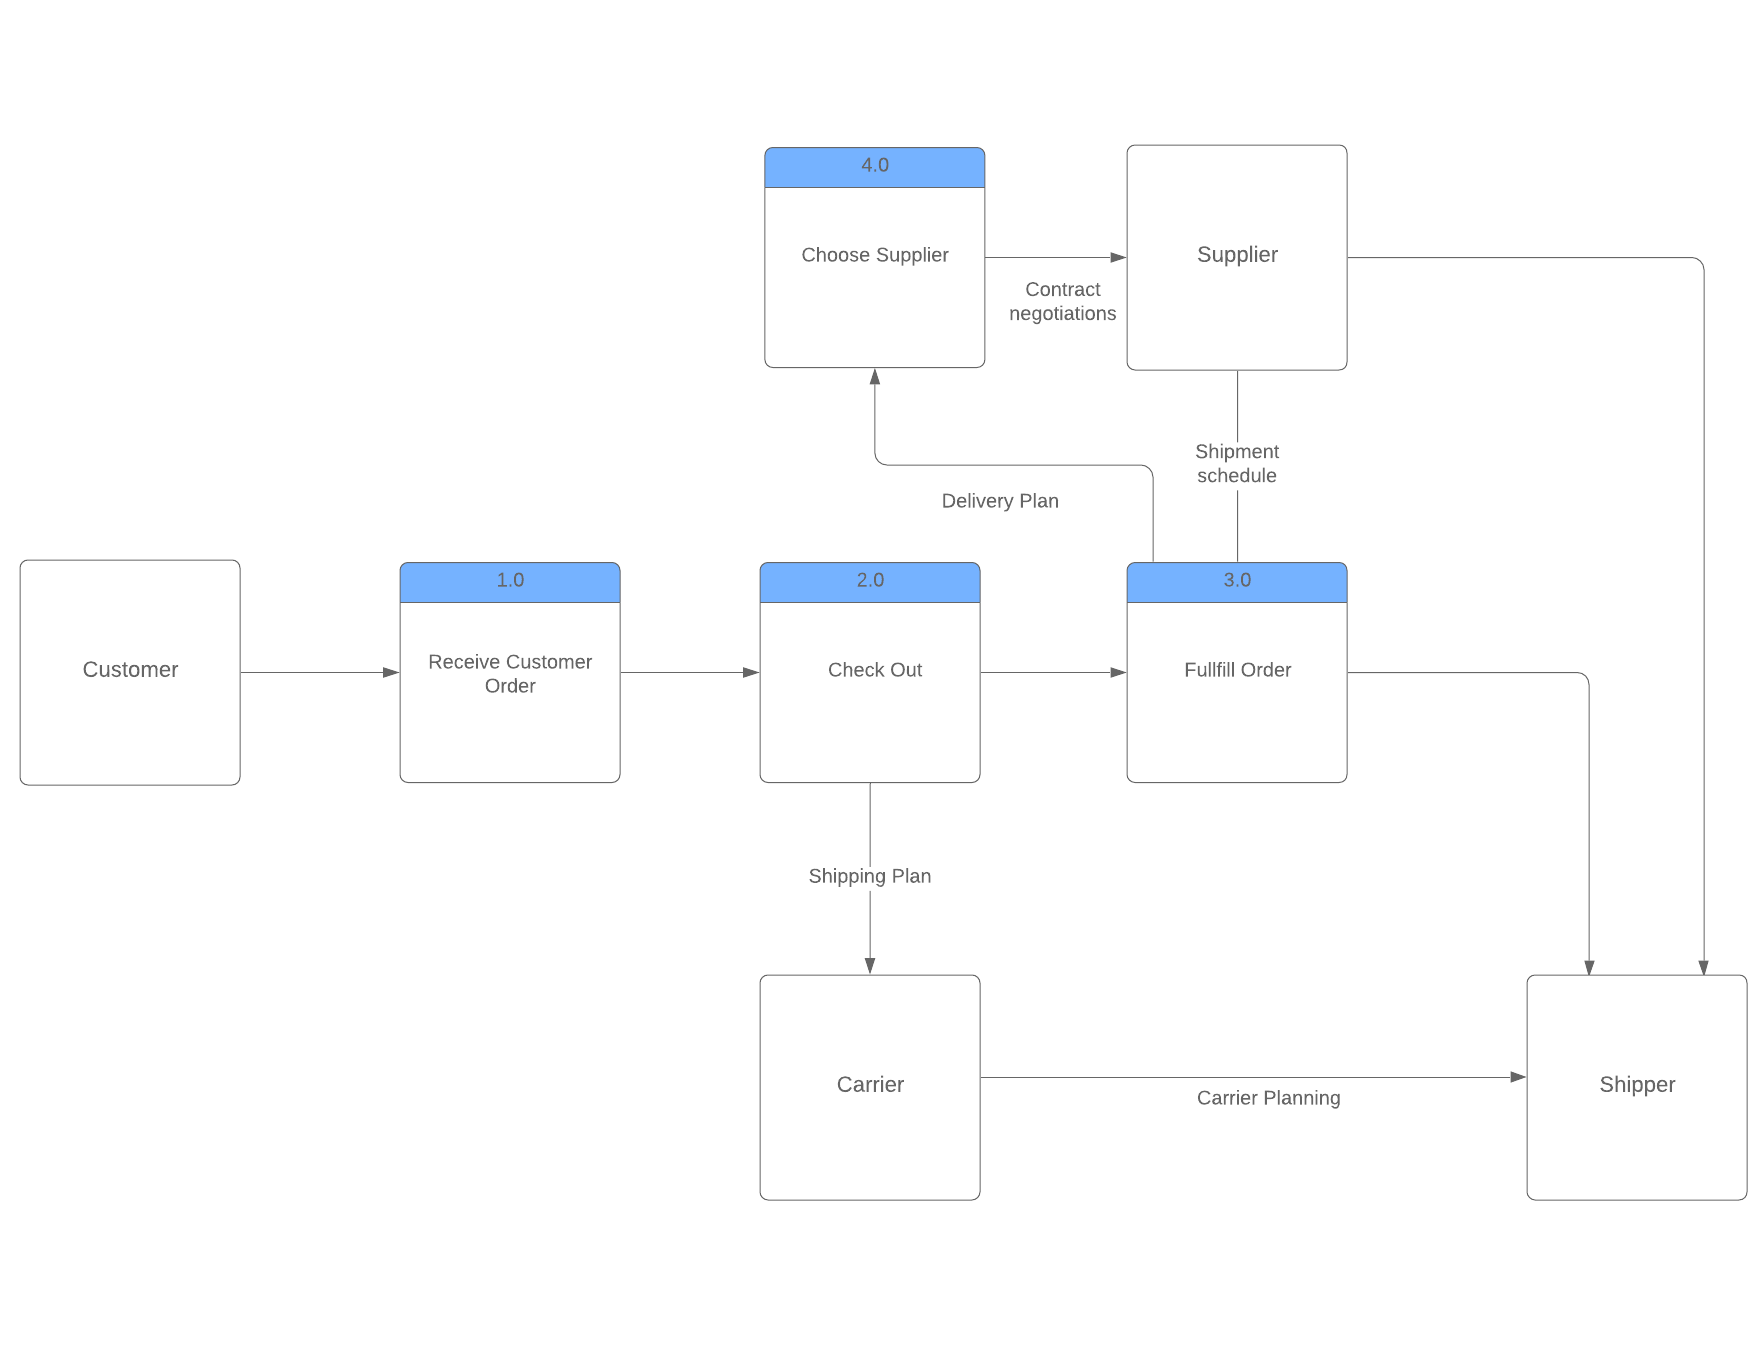 4.0
Choose Supplier
Supplier
Contract
negotiations
Shipment
schedule
Delivery Plan
Customer
1.0
Receive Customer
Order
2.0
Check Out
3.0
Fullfill Order
Shipping Plan
Carrier
Carrier Planning
Shipper